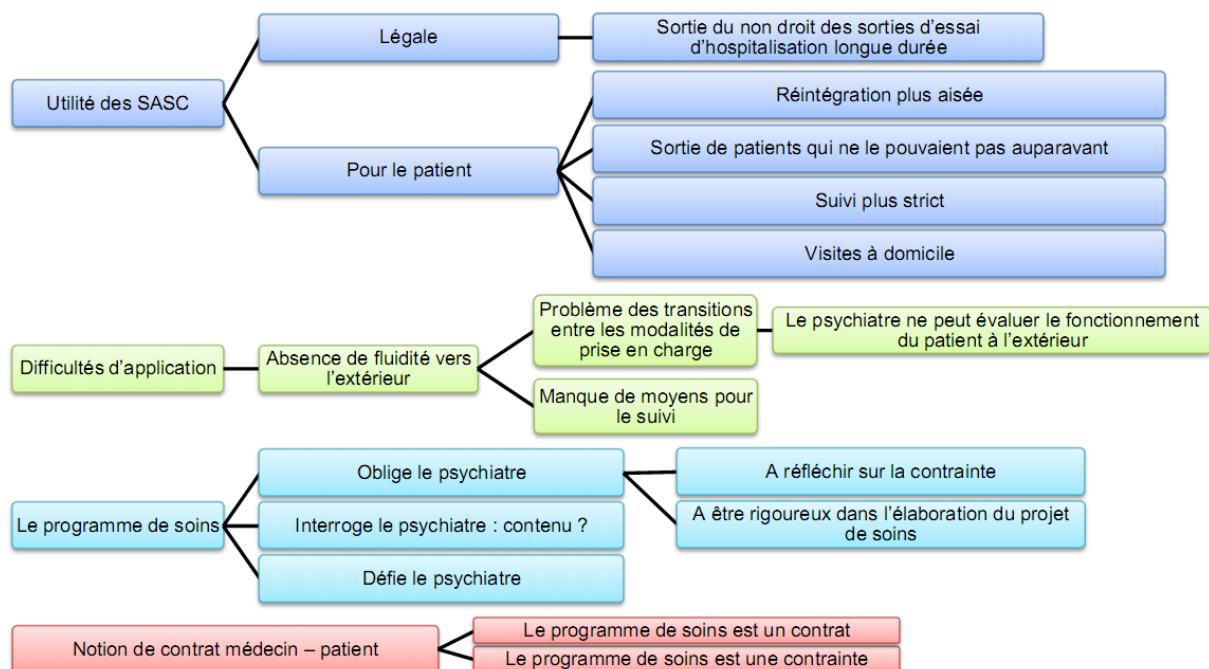 Utilité des SASC
Légale
Sortie du non droit des sorties d’essai
d’hospitalisation longue durée
Pour le patient
Réintégration plus aisée
Sortie de patients qui ne le pouvaient pas auparavant
Suivi plus strict
Visites à domicile
Difficultés d’application
Absence de fluidité vers
l’extérieur
Problème des transitions
entre les modalités de
prise en charge
Le psychiatre ne peut évaluer le fonctionnement
du patient à l’extérieur
Manque de moyens pour
le suivi
Le programme de soins
Oblige le psychiatre
A réfléchir sur la contrainte
A être rigoureux dans l’élaboration du projet
de soins
Interroge le psychiatre : contenu ?
Défie le psychiatre
Notion de contrat médecin – patient
Le programme de soins est un contrat
Le programme de soins est une contrainte